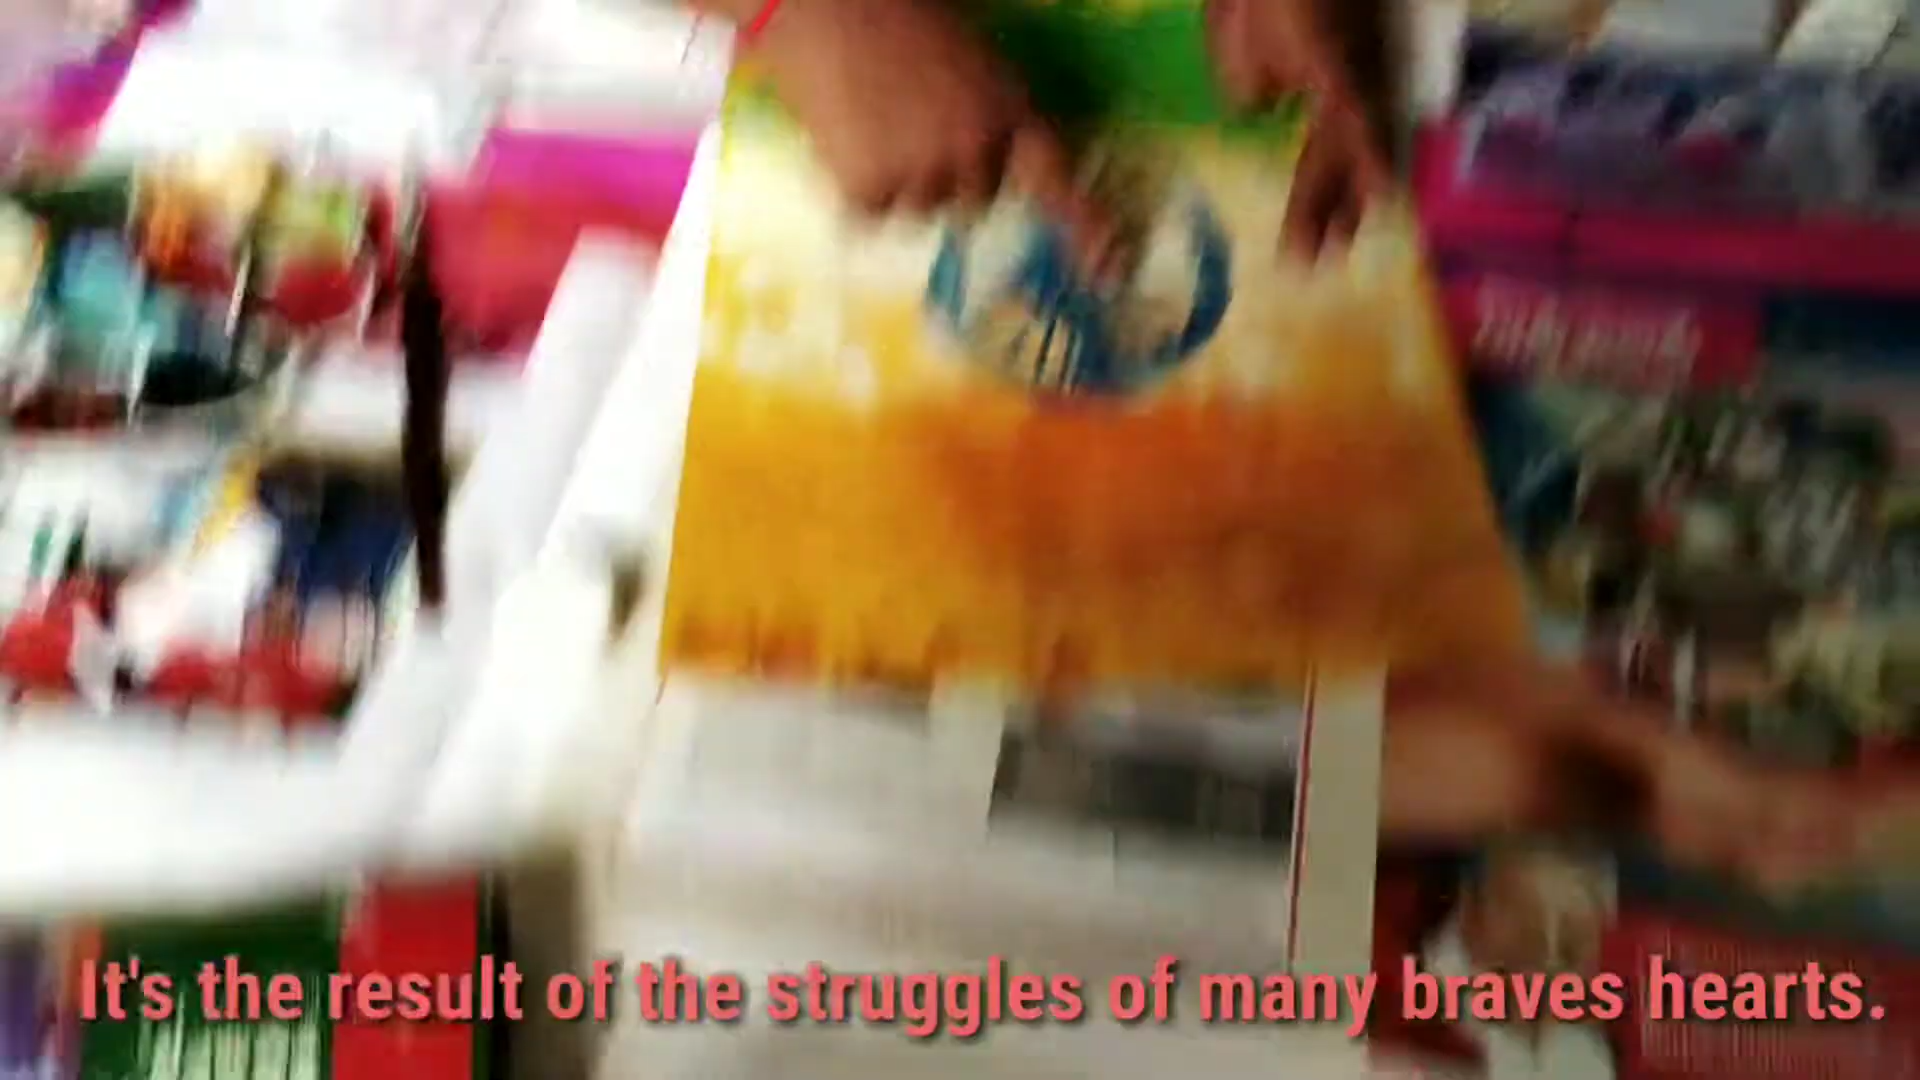 It's the result of the struggles of many braves hearts.